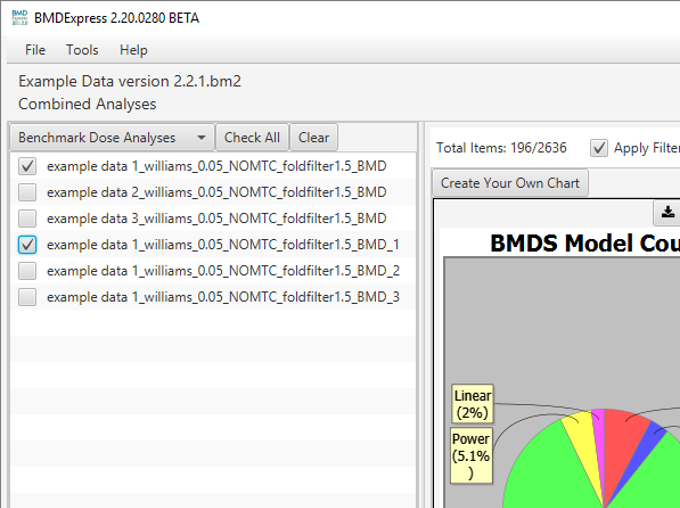 BMDExpress 2.20.0280 BETA
File Tools Help
Example Data version 2.2.1.bm2
Combined Analyses
Benchmark Dose Analyses Check All Clear
example data 1_williams_0.05_NOMTC_foldfilter1.5_BMD
example data 2_williams_0.05_NOMTC_foldfilter1.5_BMD
example data 3_williams_0.05_NOMTC_foldfilter1.5_BMD
example data 1_williams_0.05_NOMTC_foldfilter1.5_BMD_1
example data 1_williams_0.05_NOMTC_foldfilter1.5_BMD_2
example data 1_williams_0.05_NOMTC_foldfilter1.5_BMD_3
Total Items: 196/2636 Apply Filter
Create Your Own Chart
BMDS Model Cou
Linear
(2%)
Power
(5.1%
)